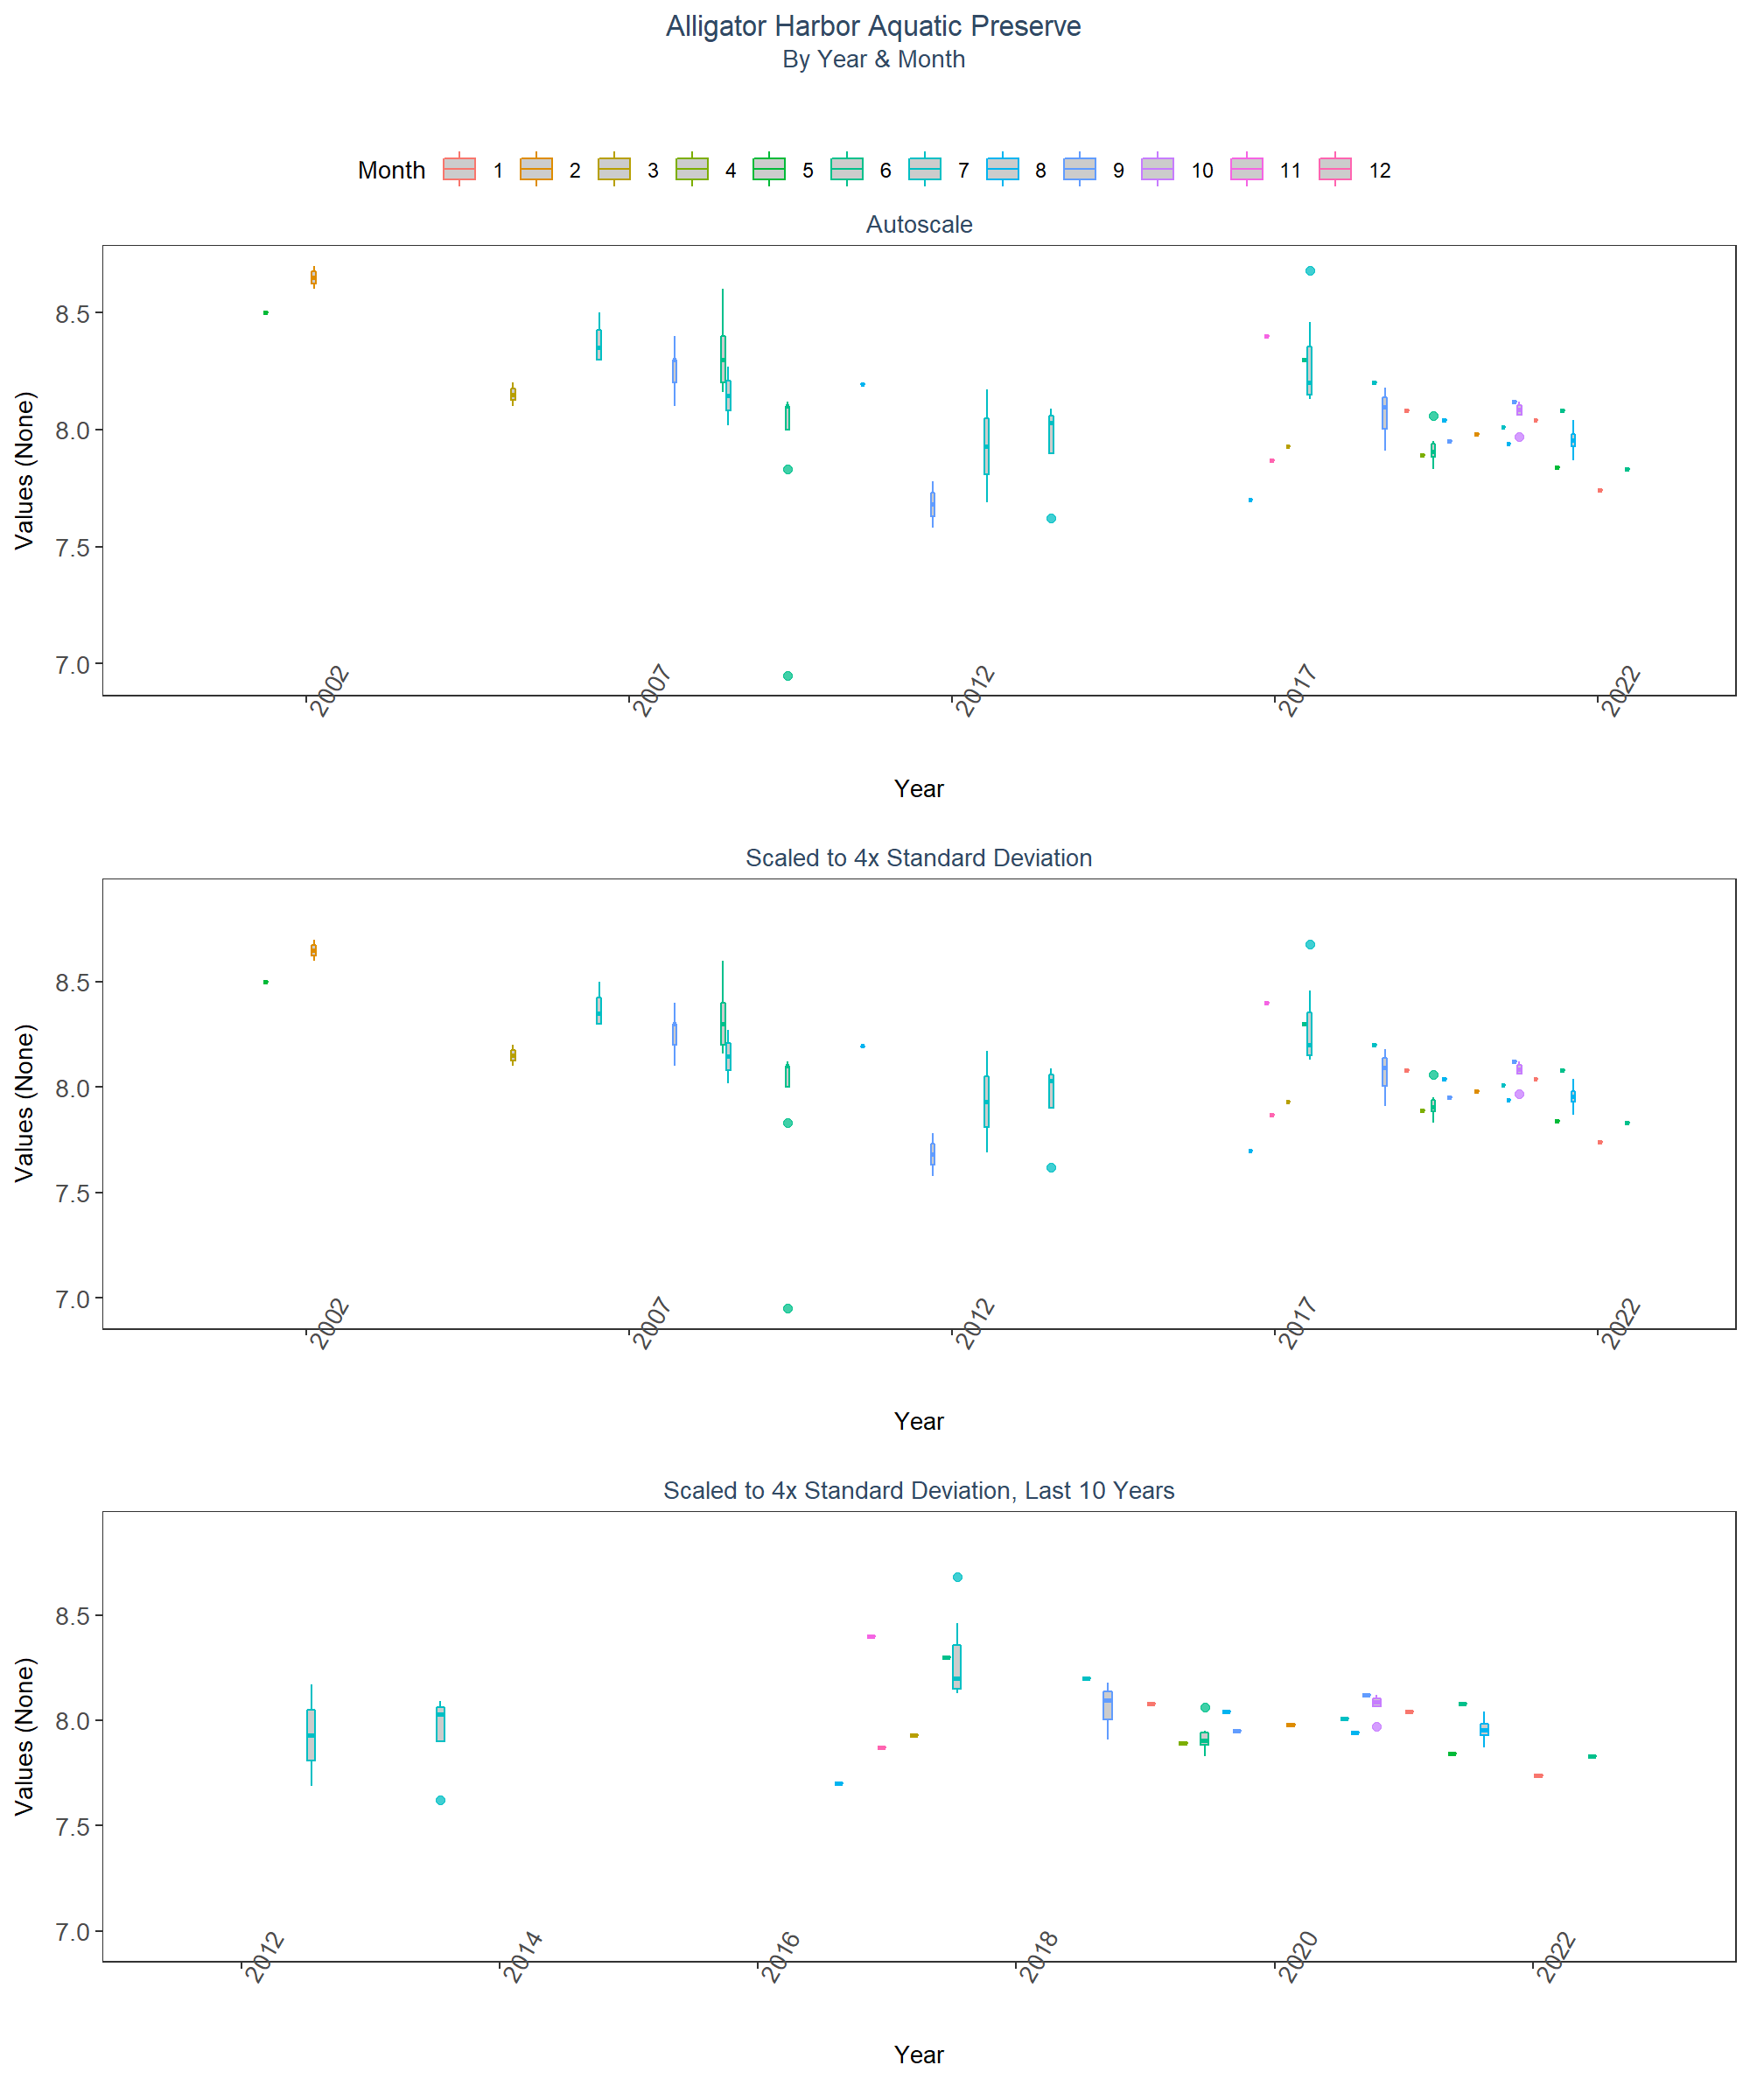 Alligator Harbor Aquatic Preserve
By Year & Month
Month 1 2 3 4 5 6 7 8 9 10 11 12
Autoscale
Values (None)
8.5
8.0
7.5
7.0
2002 2007 2012 2017 2022
Year
Scaled to 4x Standard Deviation
Values (None)
8.5
8.0
7.5
7.0
2002 2007 2012 2017 2022
Year
Scaled to 4x Standard Deviation, Last 10 Years
Values (None)
8.5
8.0
7.5
7.0
2012 2014 2016 2018 2020 2022
Year